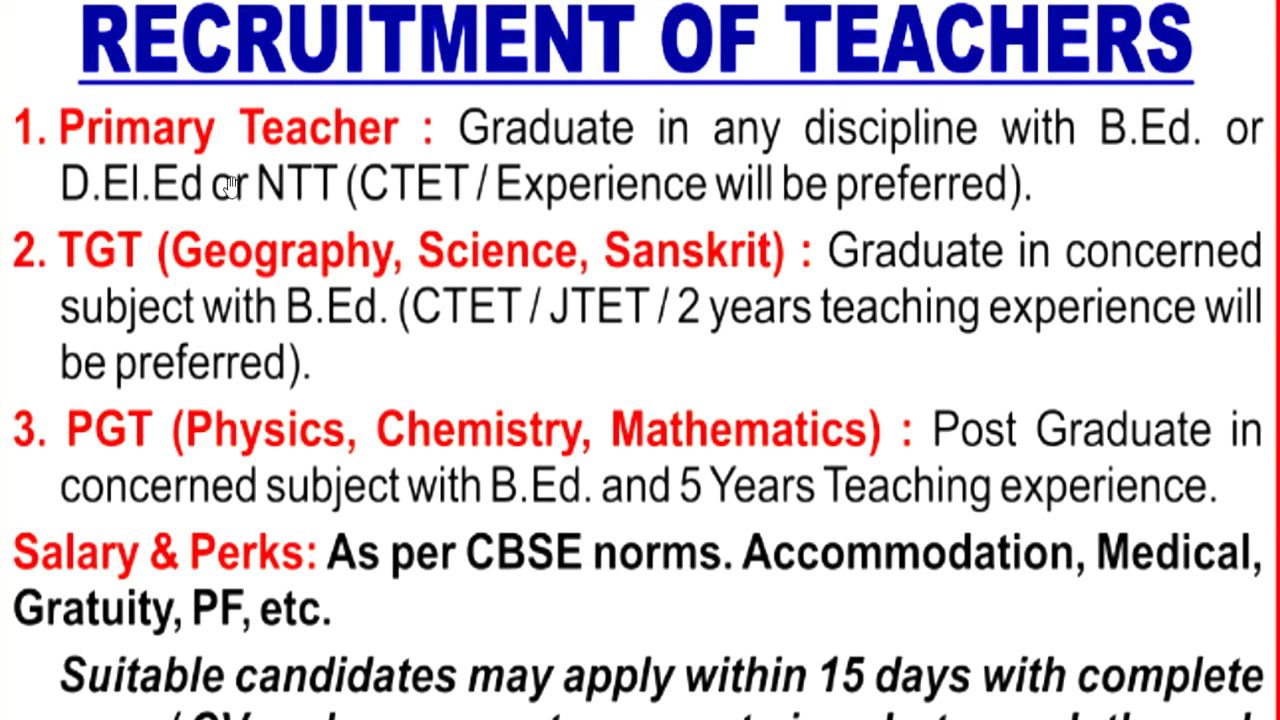 RECRUITMENT OF TEACHERS
1. Primary Teacher : Graduate in any discipline with B.Ed. or
D.El.Ed or NTT (CTET / Experience will be preferred).
2. TGT (Geography, Science, Sanskrit) : Graduate in concerned
subject with B.Ed. (CTET / JTET / 2 years teaching experience will
be preferred).
3. PGT (Physics, Chemistry, Mathematics) : Post Graduate in
concerned subject with B.Ed. and 5 Years Teaching experience.
Salary & Perks: As per CBSE norms. Accommodation, Medical,
Gratuity, PF, etc.
Suitable candidates may apply within 15 days with complete